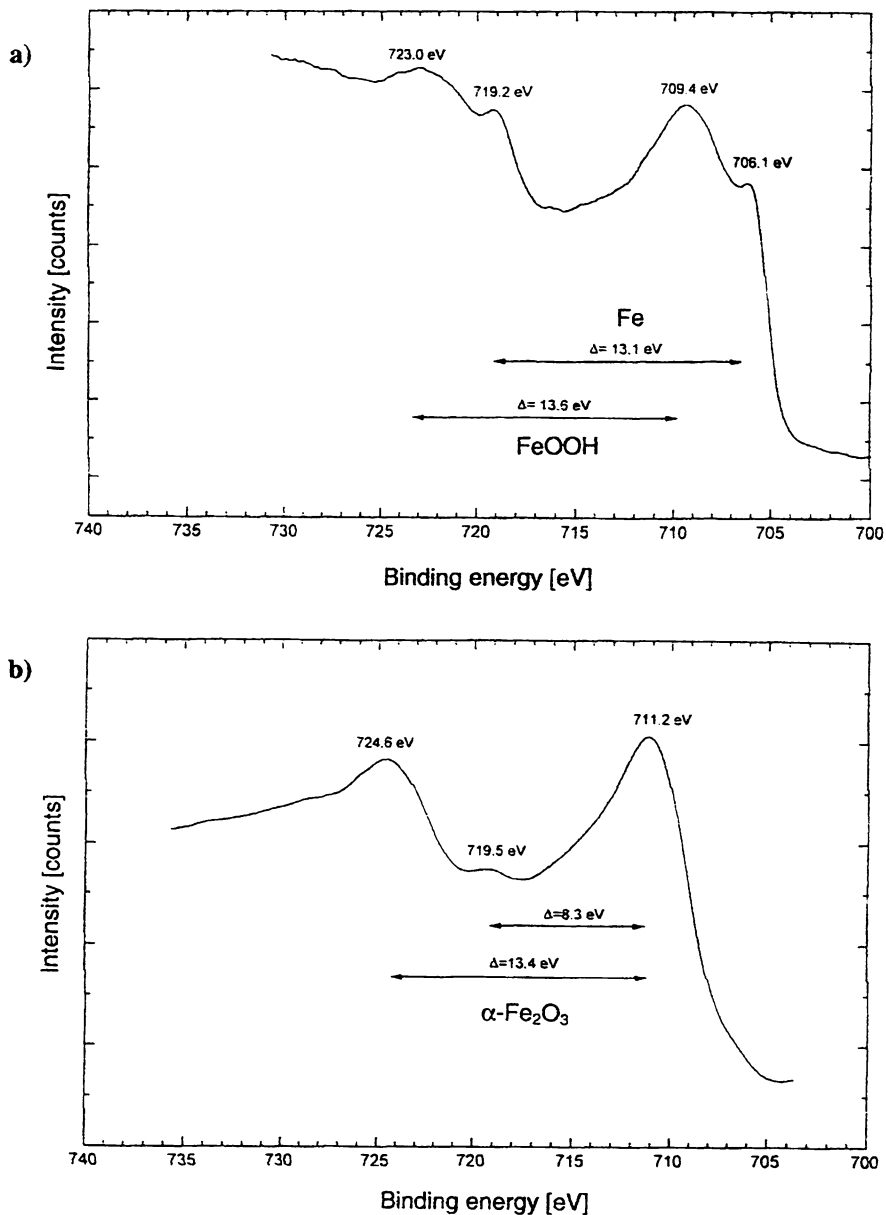 a)
723.0 eV
719.2 eV
709.4 eV
706.1 eV
Intensity [counts]
Fe
Δ= 13.1 eV
Δ= 13.6 eV
FeOOH
740 735 730 725 720 715 710 705 700
Binding energy [eV]
b)
724.6 eV
719.5 eV
711.2 eV
Intensity [counts]
Δ=8.3 eV
Δ=13.4 eV
α-Fe₂O₃
740 735 730 725 720 715 710 705 700
Binding energy [eV]